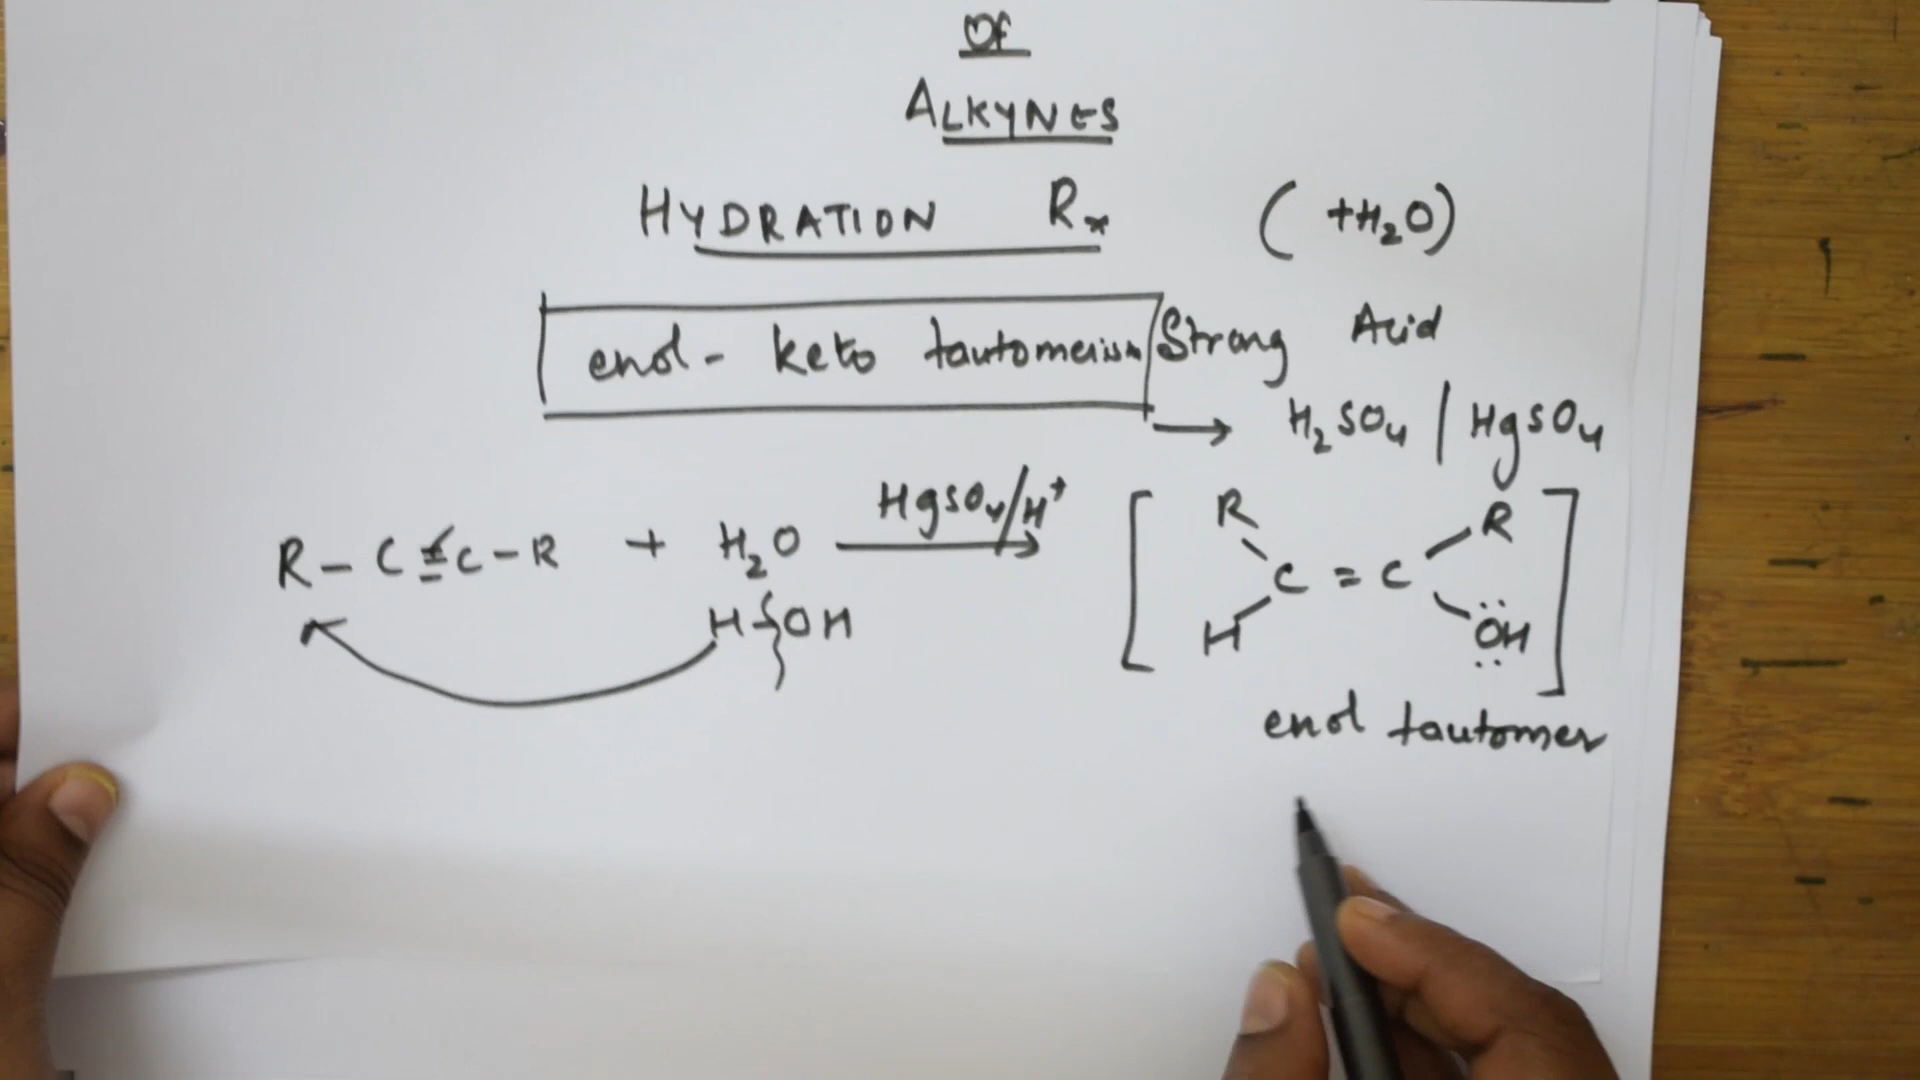 Of
ALKYNES
HYDRATION Rx (+H₂O)
enol- keto tautomerism Strong Acid
→ H₂SO₄ | HgSO₄
R-C≡C-R + H₂O HgSO₄/H⁺ → [ R R
C=C
H-OH H OH ]
enol tautomer